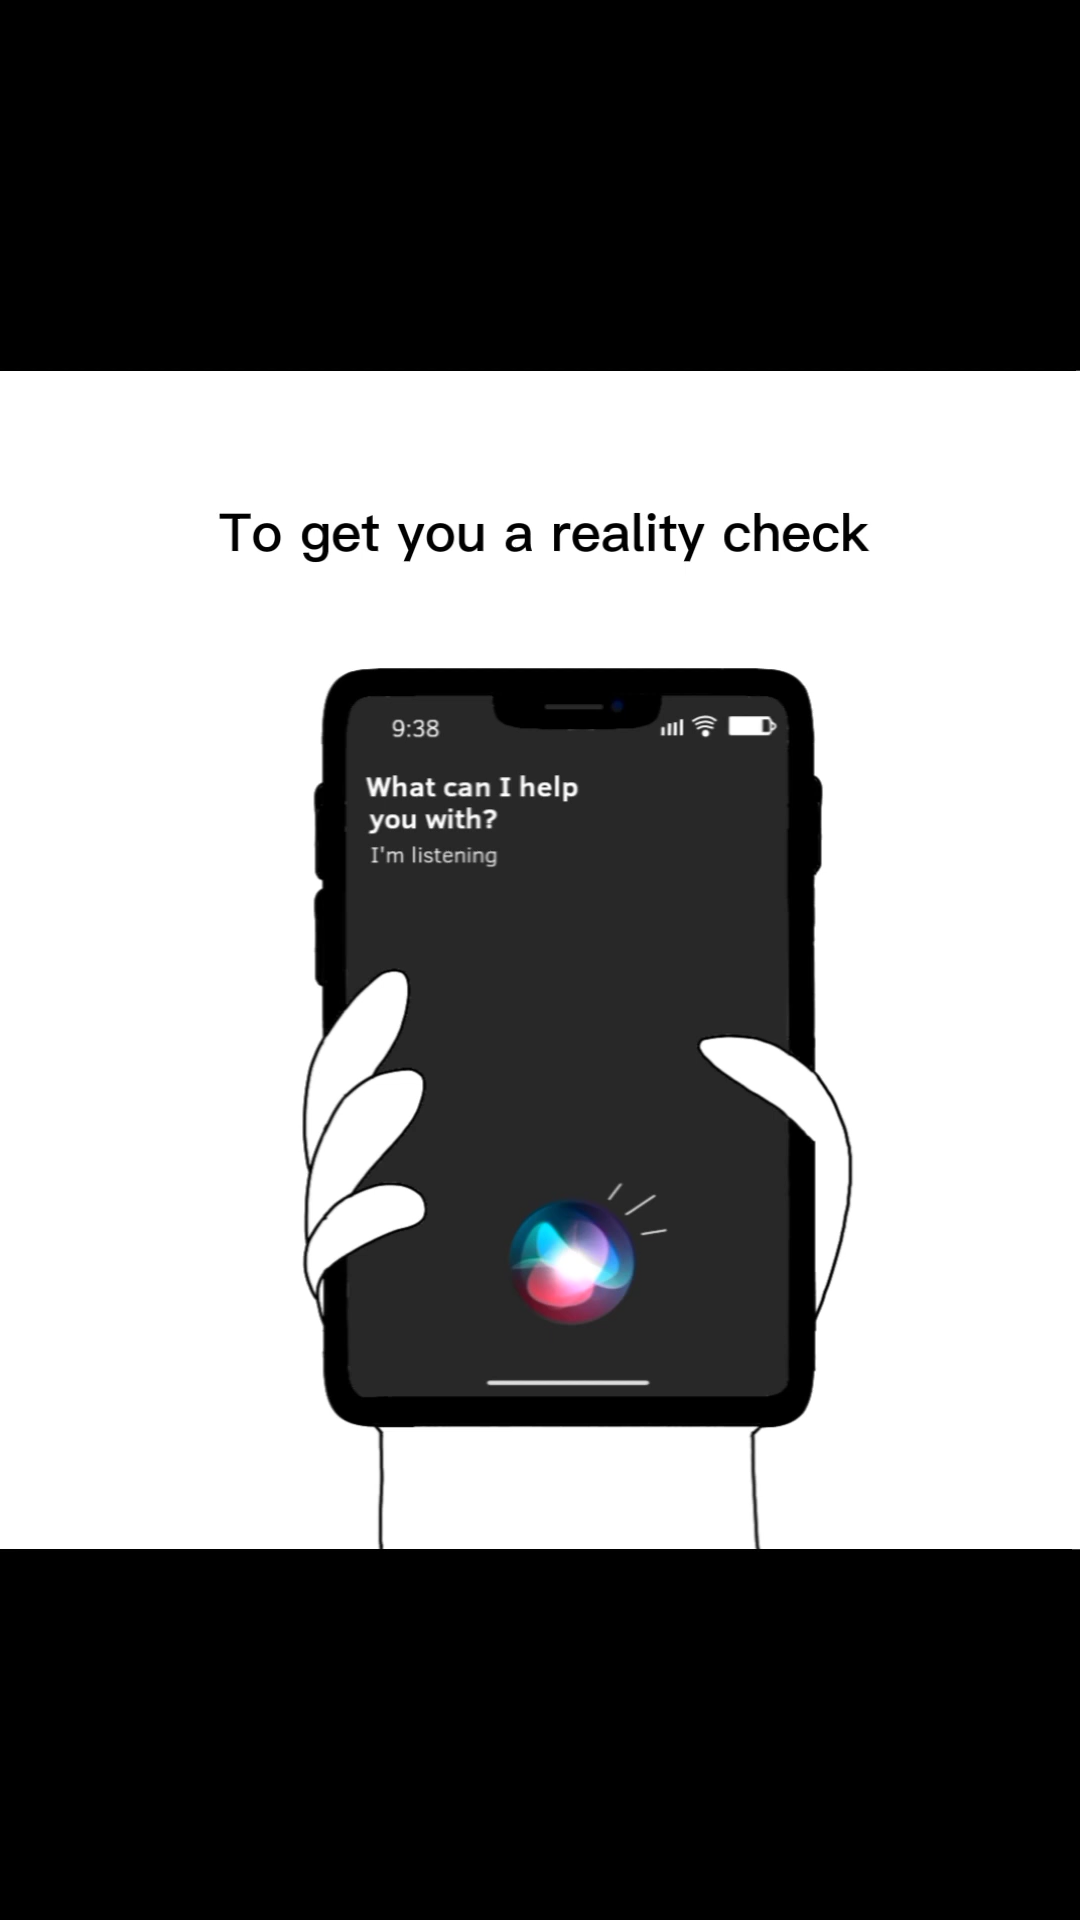 To get you a reality check
9:38
What can I help
you with?
I'm listening